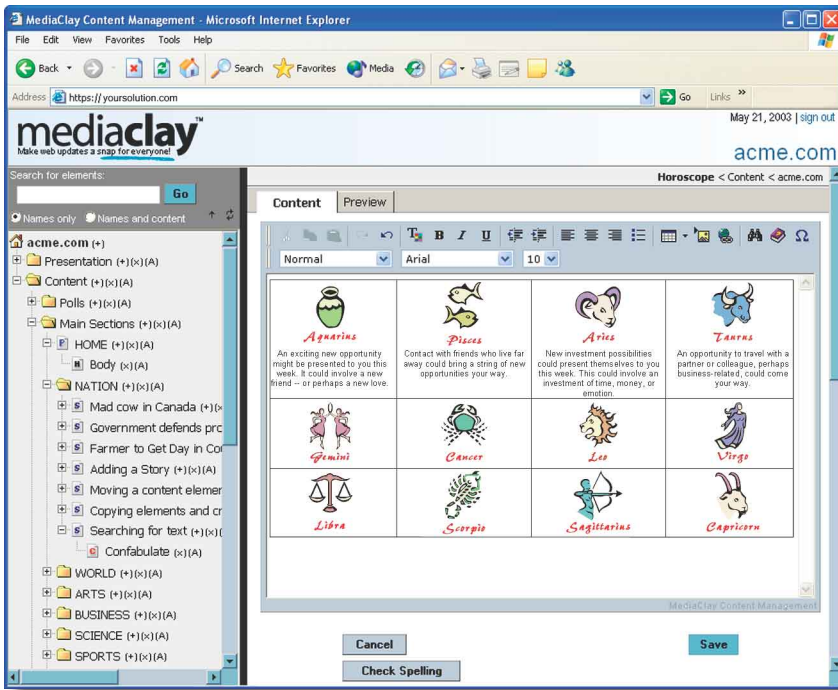 MediaClay Content Management - Microsoft Internet Explorer
File Edit View Favorites Tools Help
Back Search Favorites Media
Address https://yoursolution.com Go Links »
mediaclay™
Make web updates a snap for everyone!
May 21, 2003 | sign out
acme.com
Search for elements:
Go
Names only Names and content
Horoscope < Content < acme.com
Content Preview
Normal Arial 10
acme.com (+)
Presentation (+)(x)(A)
Content (+)(x)(A)
Polls (+)(x)(A)
Main Sections (+)(x)(A)
HOME (+)(x)(A)
Body (x)(A)
NATION (+)(x)(A)
Mad cow in Canada (+)(x
Government defends pro
Farmer to Get Day in Co
Adding a Story (+)(x)(A)
Moving a content elemen
Copying elements and cr
Searching for text (+)(x)(
Confabulate (x)(A)
WORLD (+)(x)(A)
ARTS (+)(x)(A)
BUSINESS (+)(x)(A)
SCIENCE (+)(x)(A)
SPORTS (+)(x)(A)
Aquarius
An exciting new opportunity
might be presented to you this
week. It could involve a new
friend -- or perhaps a new love.
Pisces
Contact with friends who live far
away could bring a string of new
opportunities your way.
Aries
New investment possibilities
could present themselves to you
this week. This could involve an
investment of time, money, or
emotion.
Taurus
An opportunity to travel with a
partner or colleague, perhaps
business-related, could come
your way.
Gemini Cancer Leo Virgo
Libra Scorpio Sagittarius Capricorn
MediaClay Content Management
Cancel Save
Check Spelling